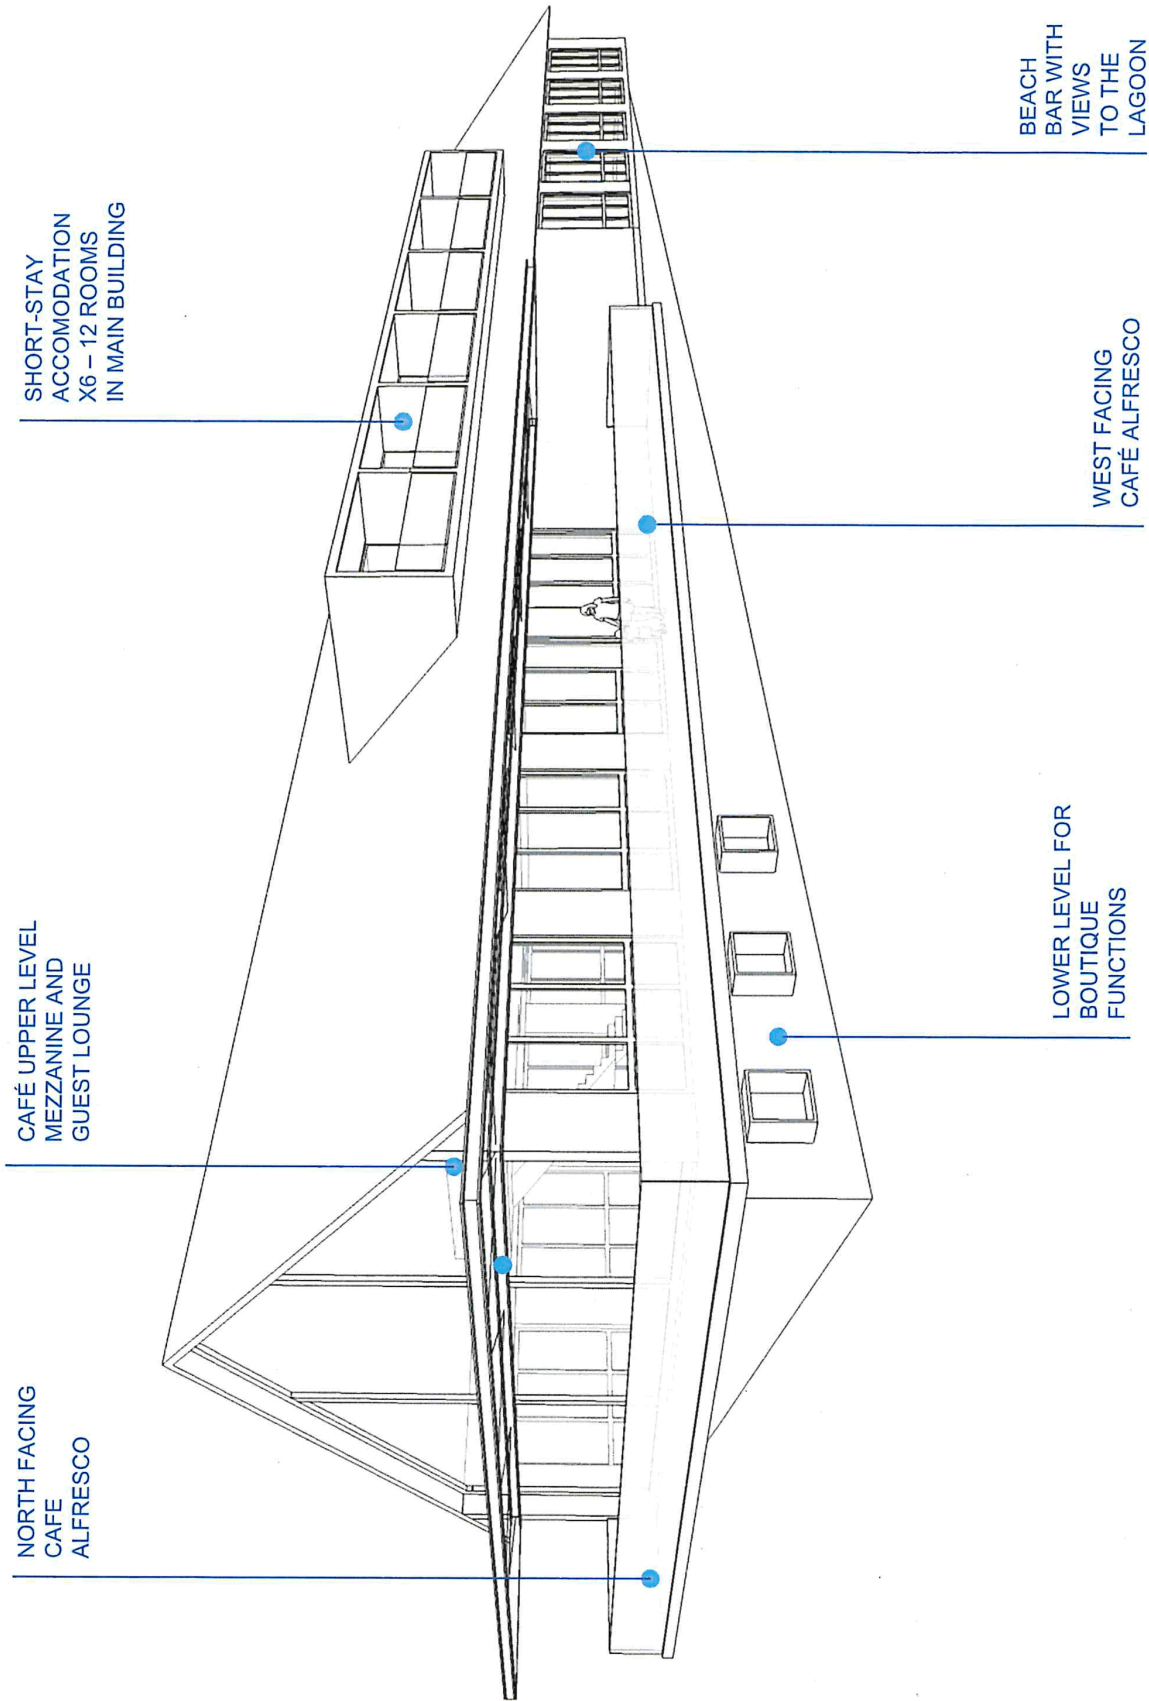 NORTH FACING
CAFE
ALFRESCO
CAFÉ UPPER LEVEL
MEZZANINE AND
GUEST LOUNGE
SHORT-STAY
ACCOMODATION
X6 – 12 ROOMS
IN MAIN BUILDING
LOWER LEVEL FOR
BOUTIQUE
FUNCTIONS
WEST FACING
CAFÉ ALFRESCO
BEACH
BAR WITH
VIEWS
TO THE
LAGOON